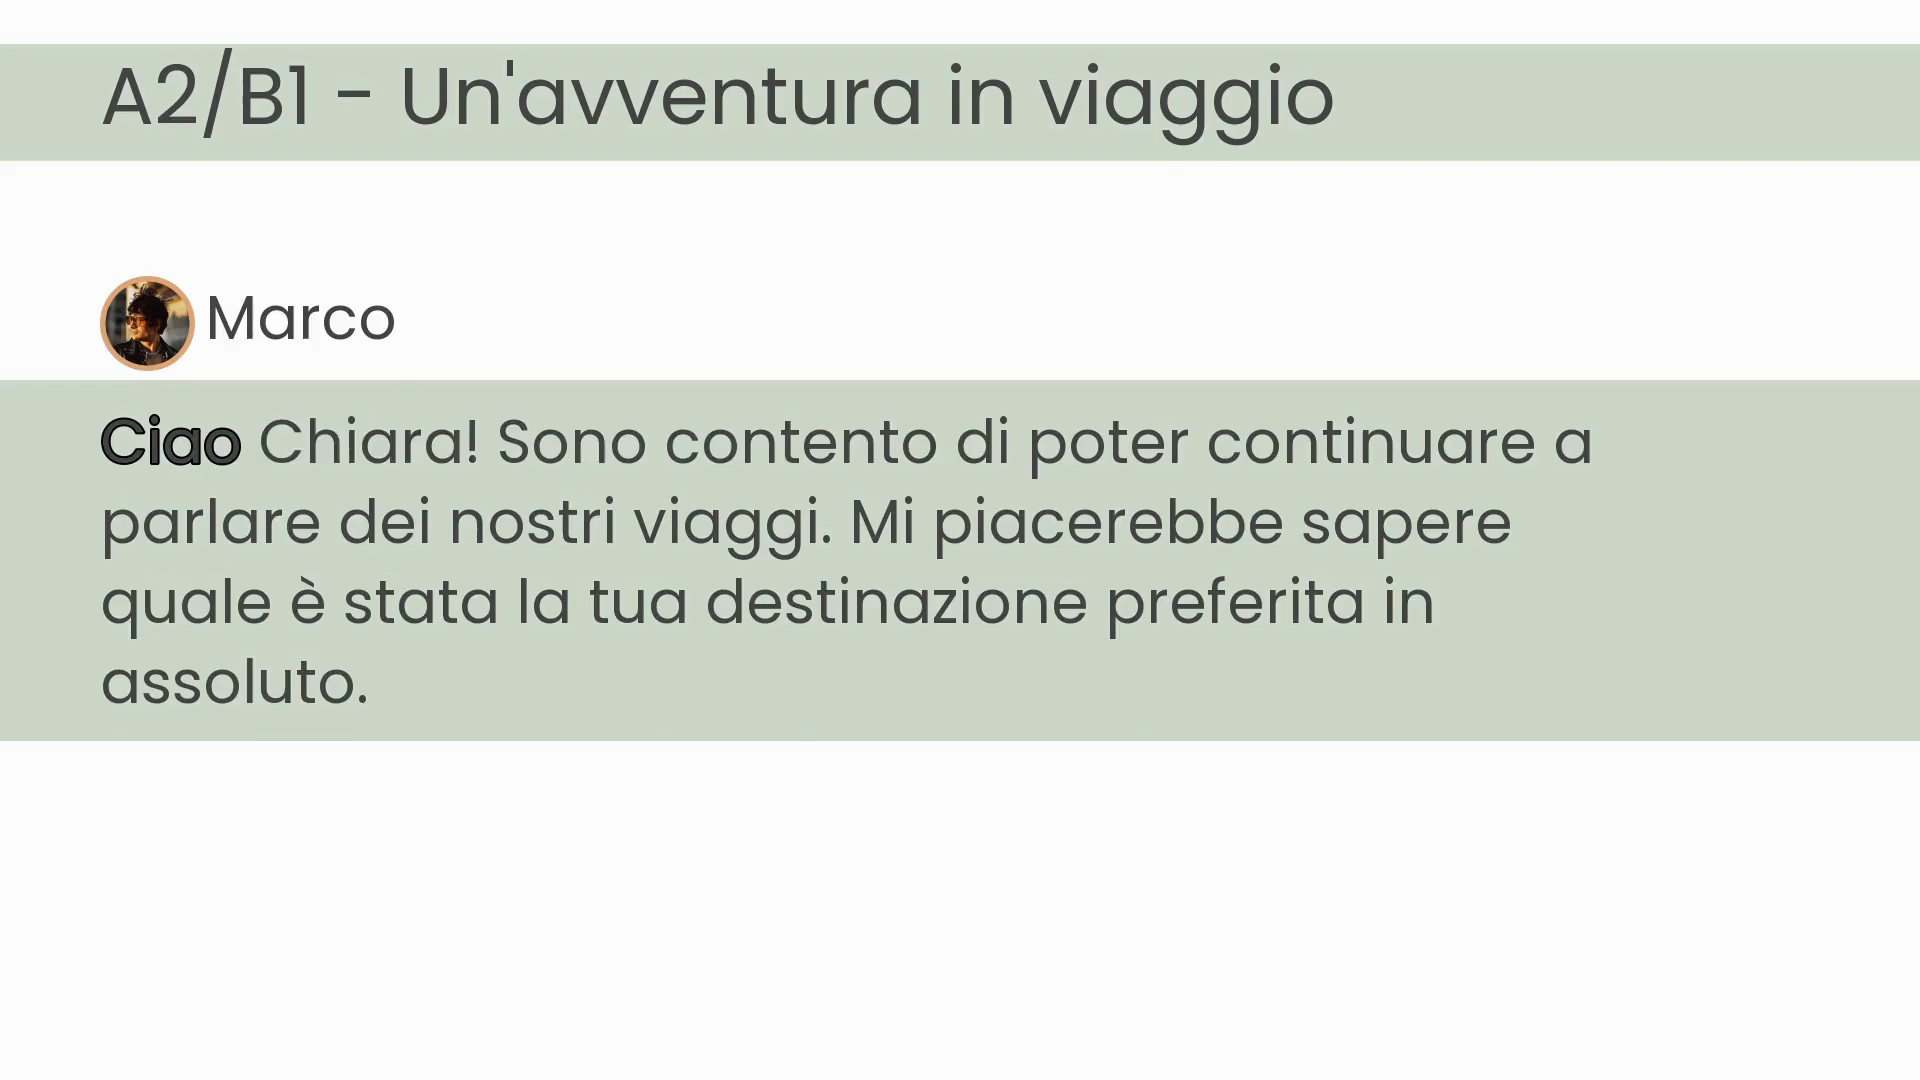 A2/B1 - Un'avventura in viaggio
Marco
Ciao Chiara! Sono contento di poter continuare a
parlare dei nostri viaggi. Mi piacerebbe sapere
quale è stata la tua destinazione preferita in
assoluto.